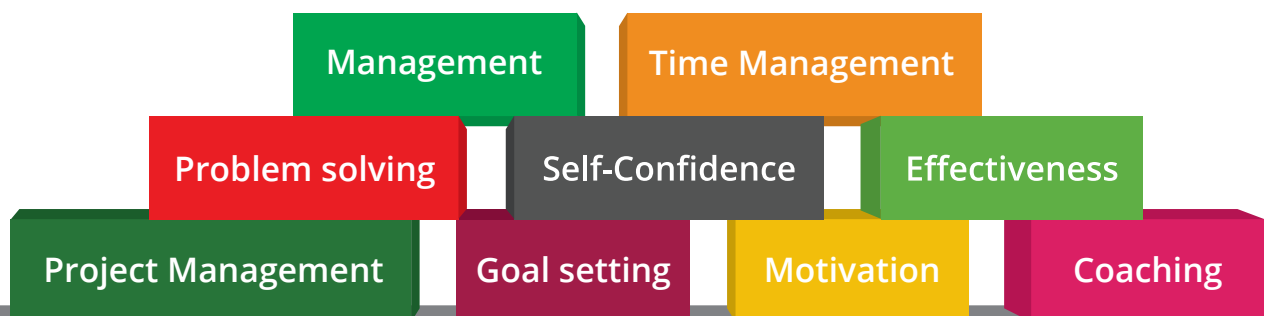 Management
Time Management
Problem solving
Self-Confidence
Effectiveness
Project Management
Goal setting
Motivation
Coaching